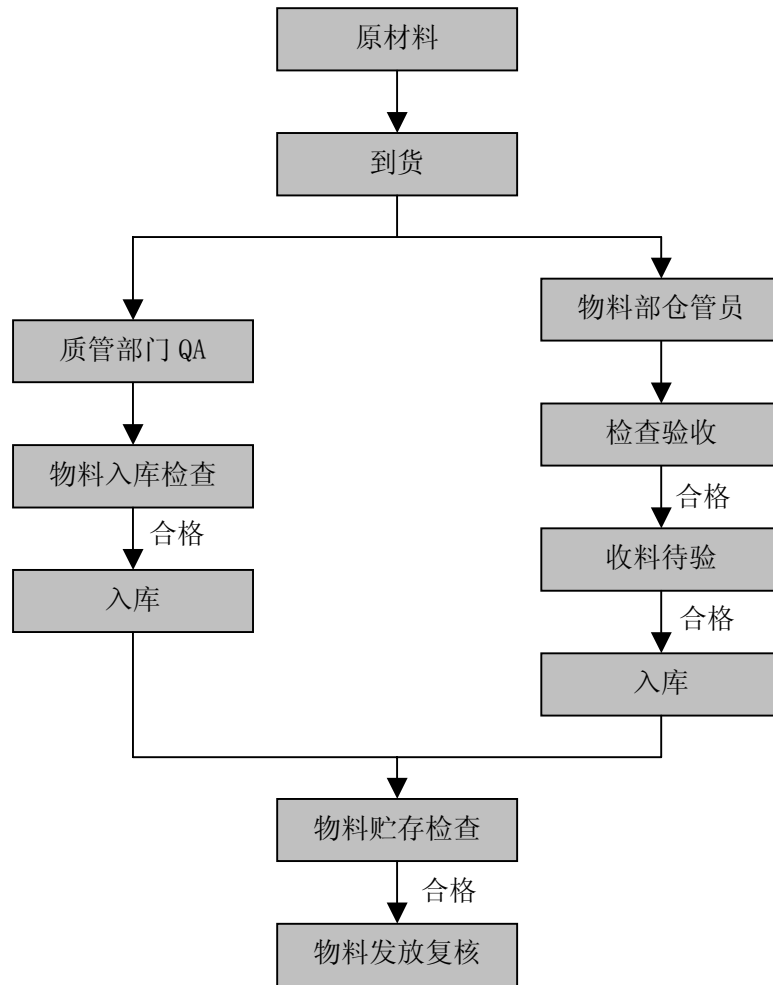 原材料
到货
物料部仓管员
质管部门 QA
检查验收
物料入库检查
合格
合格
收料待验
入库
合格
入库
物料贮存检查
合格
物料发放复核